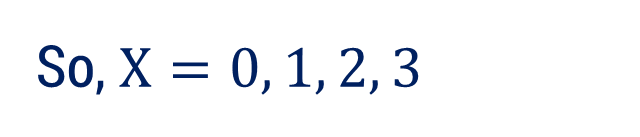 So, X = 0, 1, 2, 3